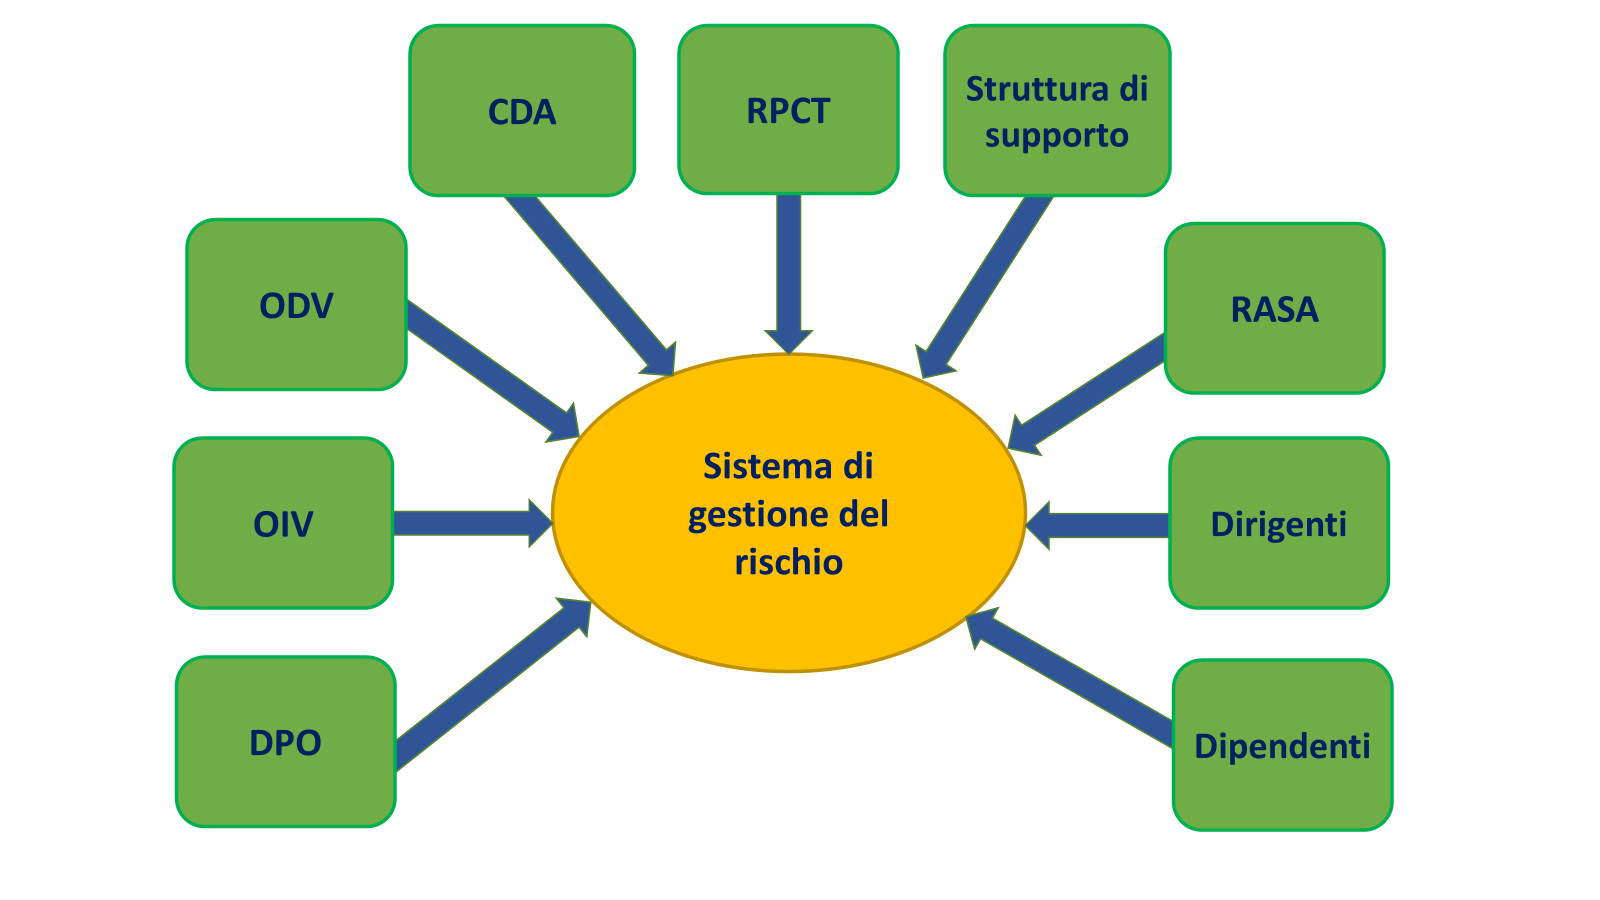 CDA
RPCT
Struttura di
supporto
ODV
RASA
Sistema di
gestione del
rischio
OIV
Dirigenti
DPO
Dipendenti